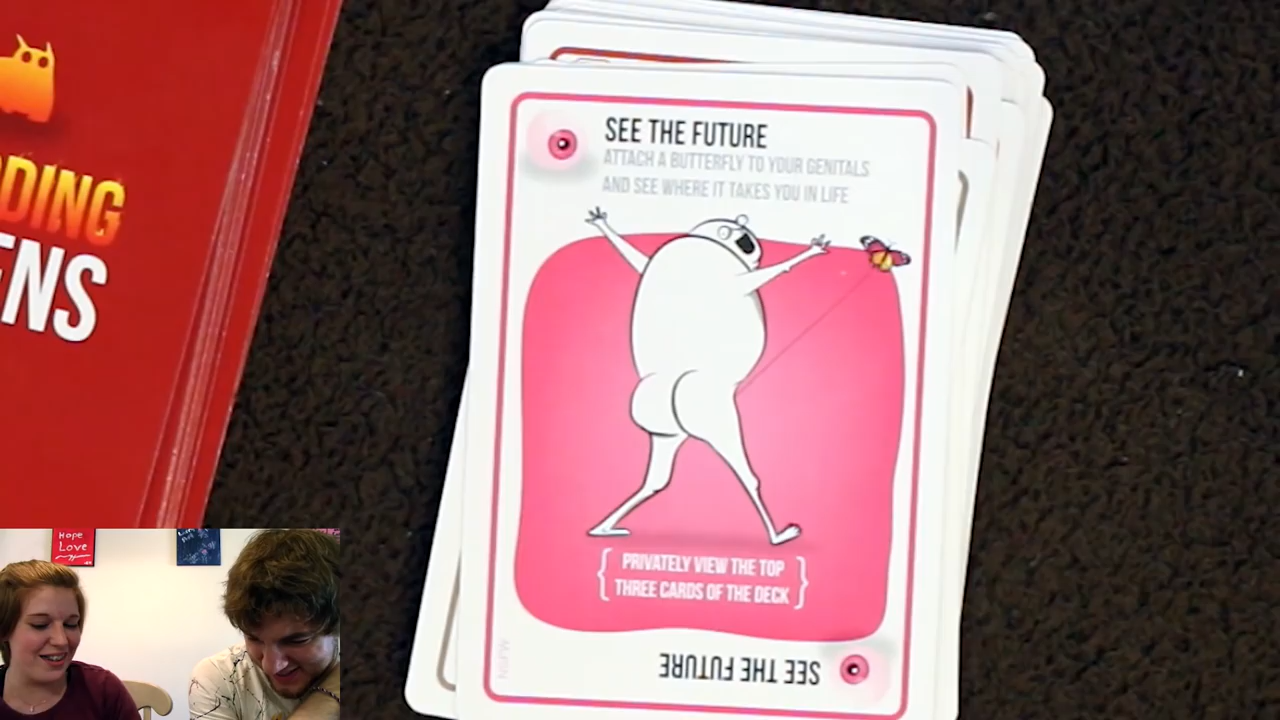 DING
ENS
SEE THE FUTURE
ATTACH A BUTTERFLY TO YOUR GENITALS
AND SEE WHERE IT TAKES YOU IN LIFE
PRIVATELY VIEW THE TOP
THREE CARDS OF THE DECK
SEE THE FUTURE
Hope
Love